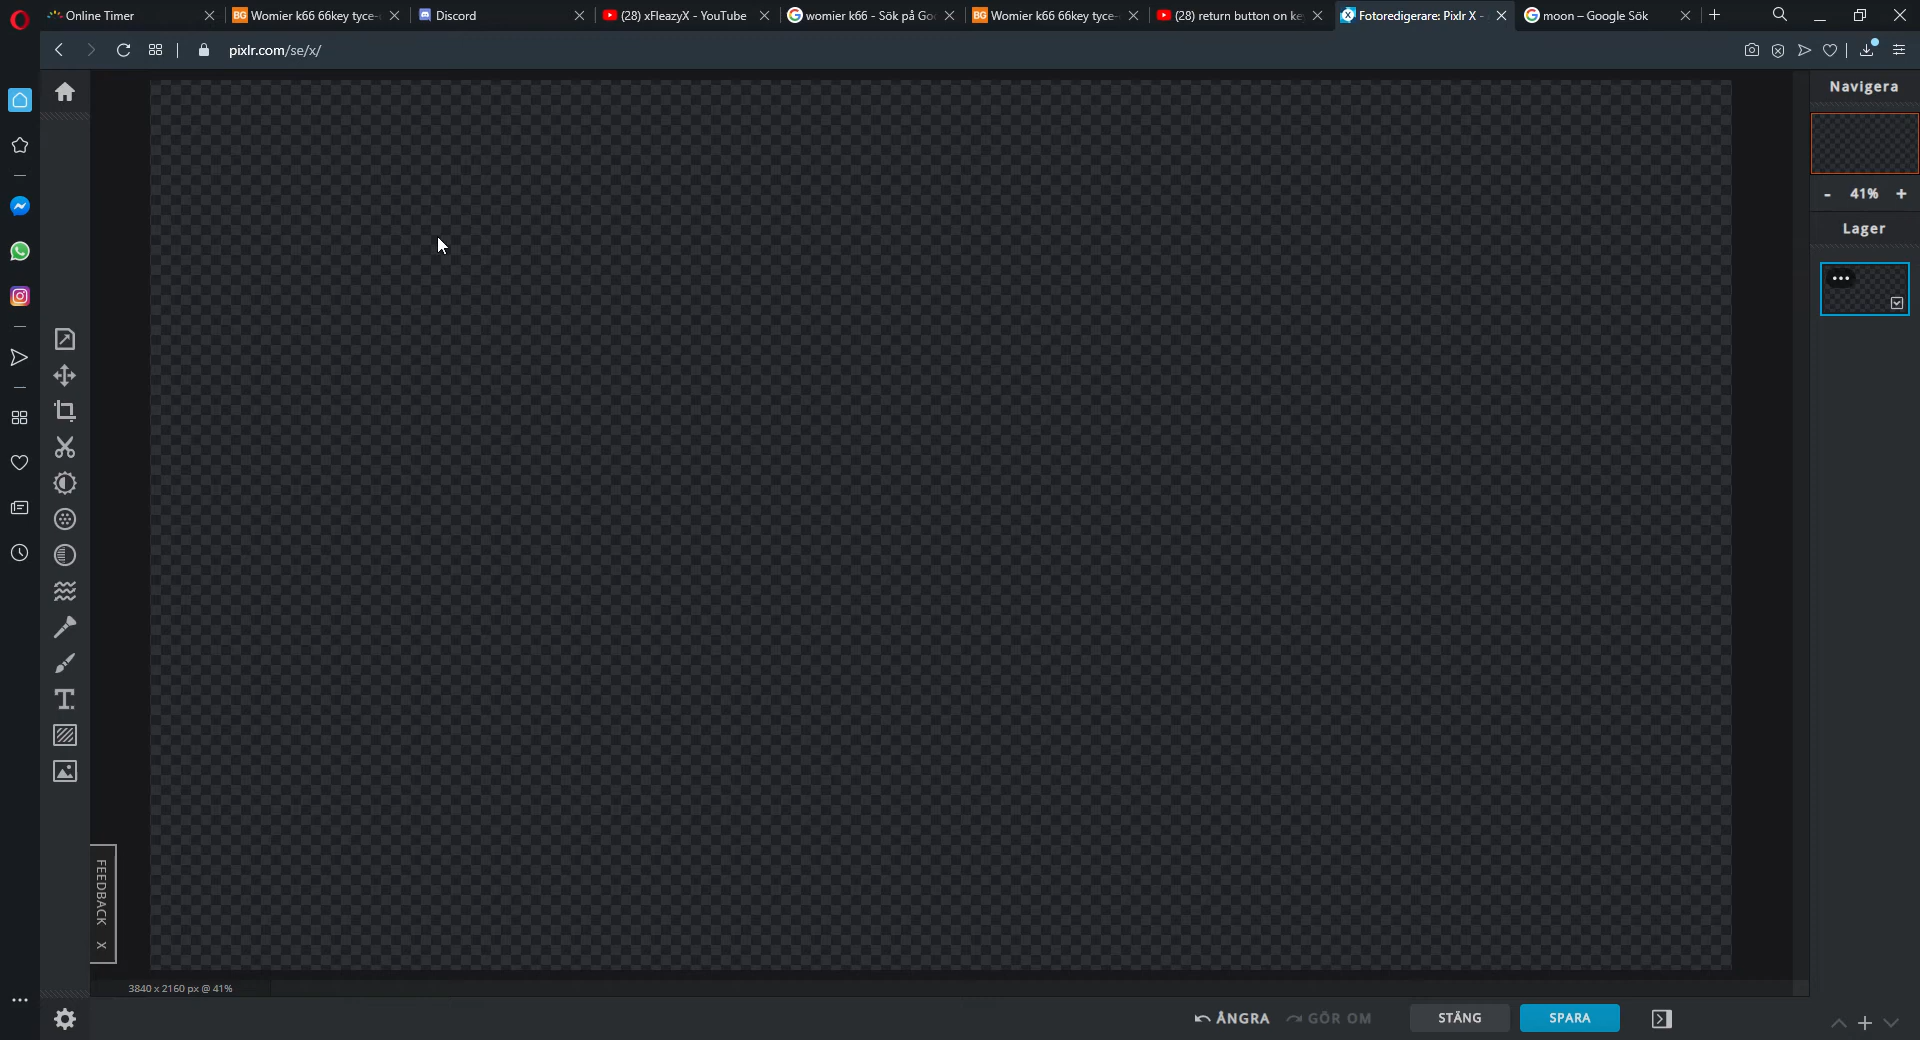 Online Timer
Womier k66 66key tyce-
Discord
(28) xFleazyX - YouTube
womier k66 - Sök på Go
Womier k66 66key tyce-
(28) return button on ke
Fotoredigerare: Pixlr X -
moon – Google Sök
pixlr.com/se/x/
Navigera
- 41% +
Lager
FEEDBACK X
3840 x 2160 px @ 41%
ÅNGRA
GÖR OM
STÄNG
SPARA